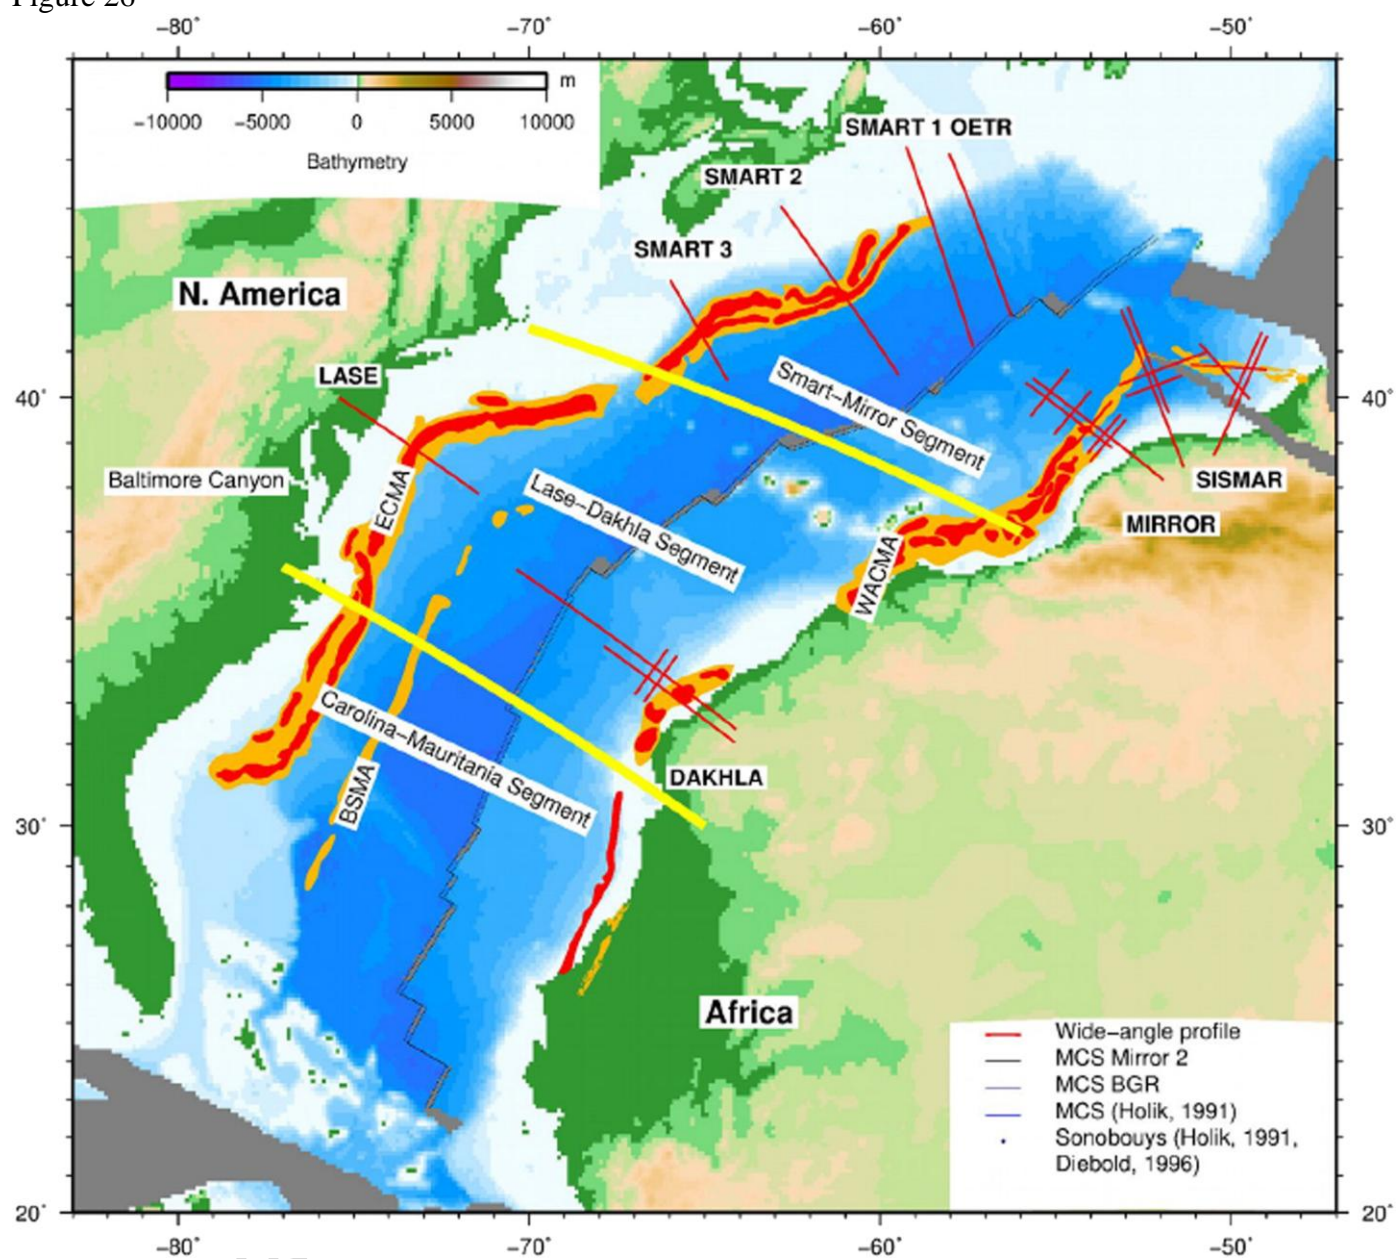 Figure 28
−80° −70° −60° −50°
−10000 −5000 0 5000 10000 m
Bathymetry
SMART 1 OETR
SMART 2
SMART 3
N. America
LASE
40° 40°
Smart−Mirror Segment
Baltimore Canyon
ECMA
Lase−Dakhla Segment
SISMAR
MIRROR
WACMA
Carolina−Mauritania Segment
DAKHLA
BSMA
30° 30°
Africa
Wide−angle profile
MCS Mirror 2
MCS BGR
MCS (Holik, 1991)
Sonobouys (Holik, 1991,
Diebold, 1996)
20° 20°
−80° −70° −60° −50°